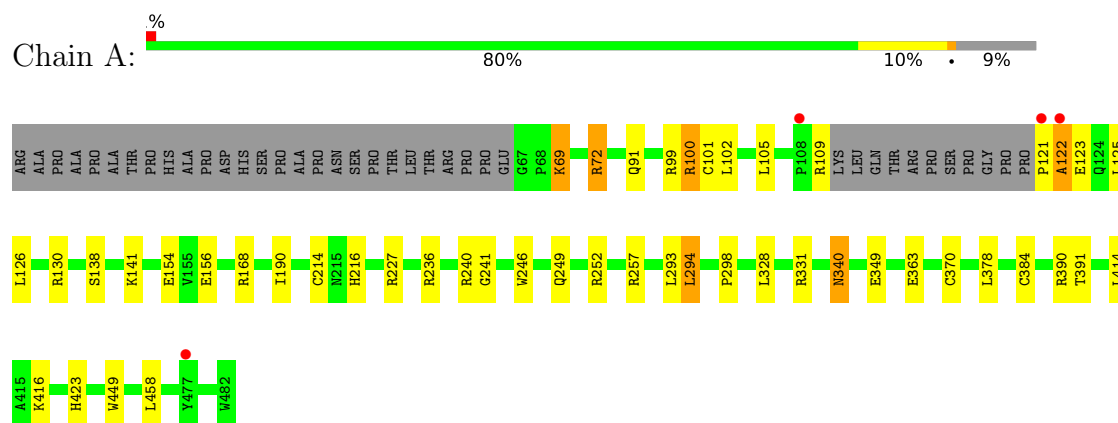 .%
Chain A:
80% 10% • 9%
ARG ALA PRO ALA PRO ALA THR PRO HIS ALA PRO ASP HIS SER PRO ALA PRO ASN SER PRO THR LEU THR ARG PRO GLU G67 P68 K69 R72 Q91 R99 R100 C101 L102 L105 P108 R109 LYS LEU GLN THR ARG PRO SER PRO GLY PRO PRO P121 A122 E123 Q124 L125
L126 R130 S138 K141 E154 V155 E156 R168 I190 C214 N215 H216 R227 R236 R240 G241 W246 Q249 R252 R257 L293 L294 P298 L328 R331 N340 E349 E363 C370 L378 C384 R390 T391 L414
A415 K416 H423 W449 L458 Y477 W482